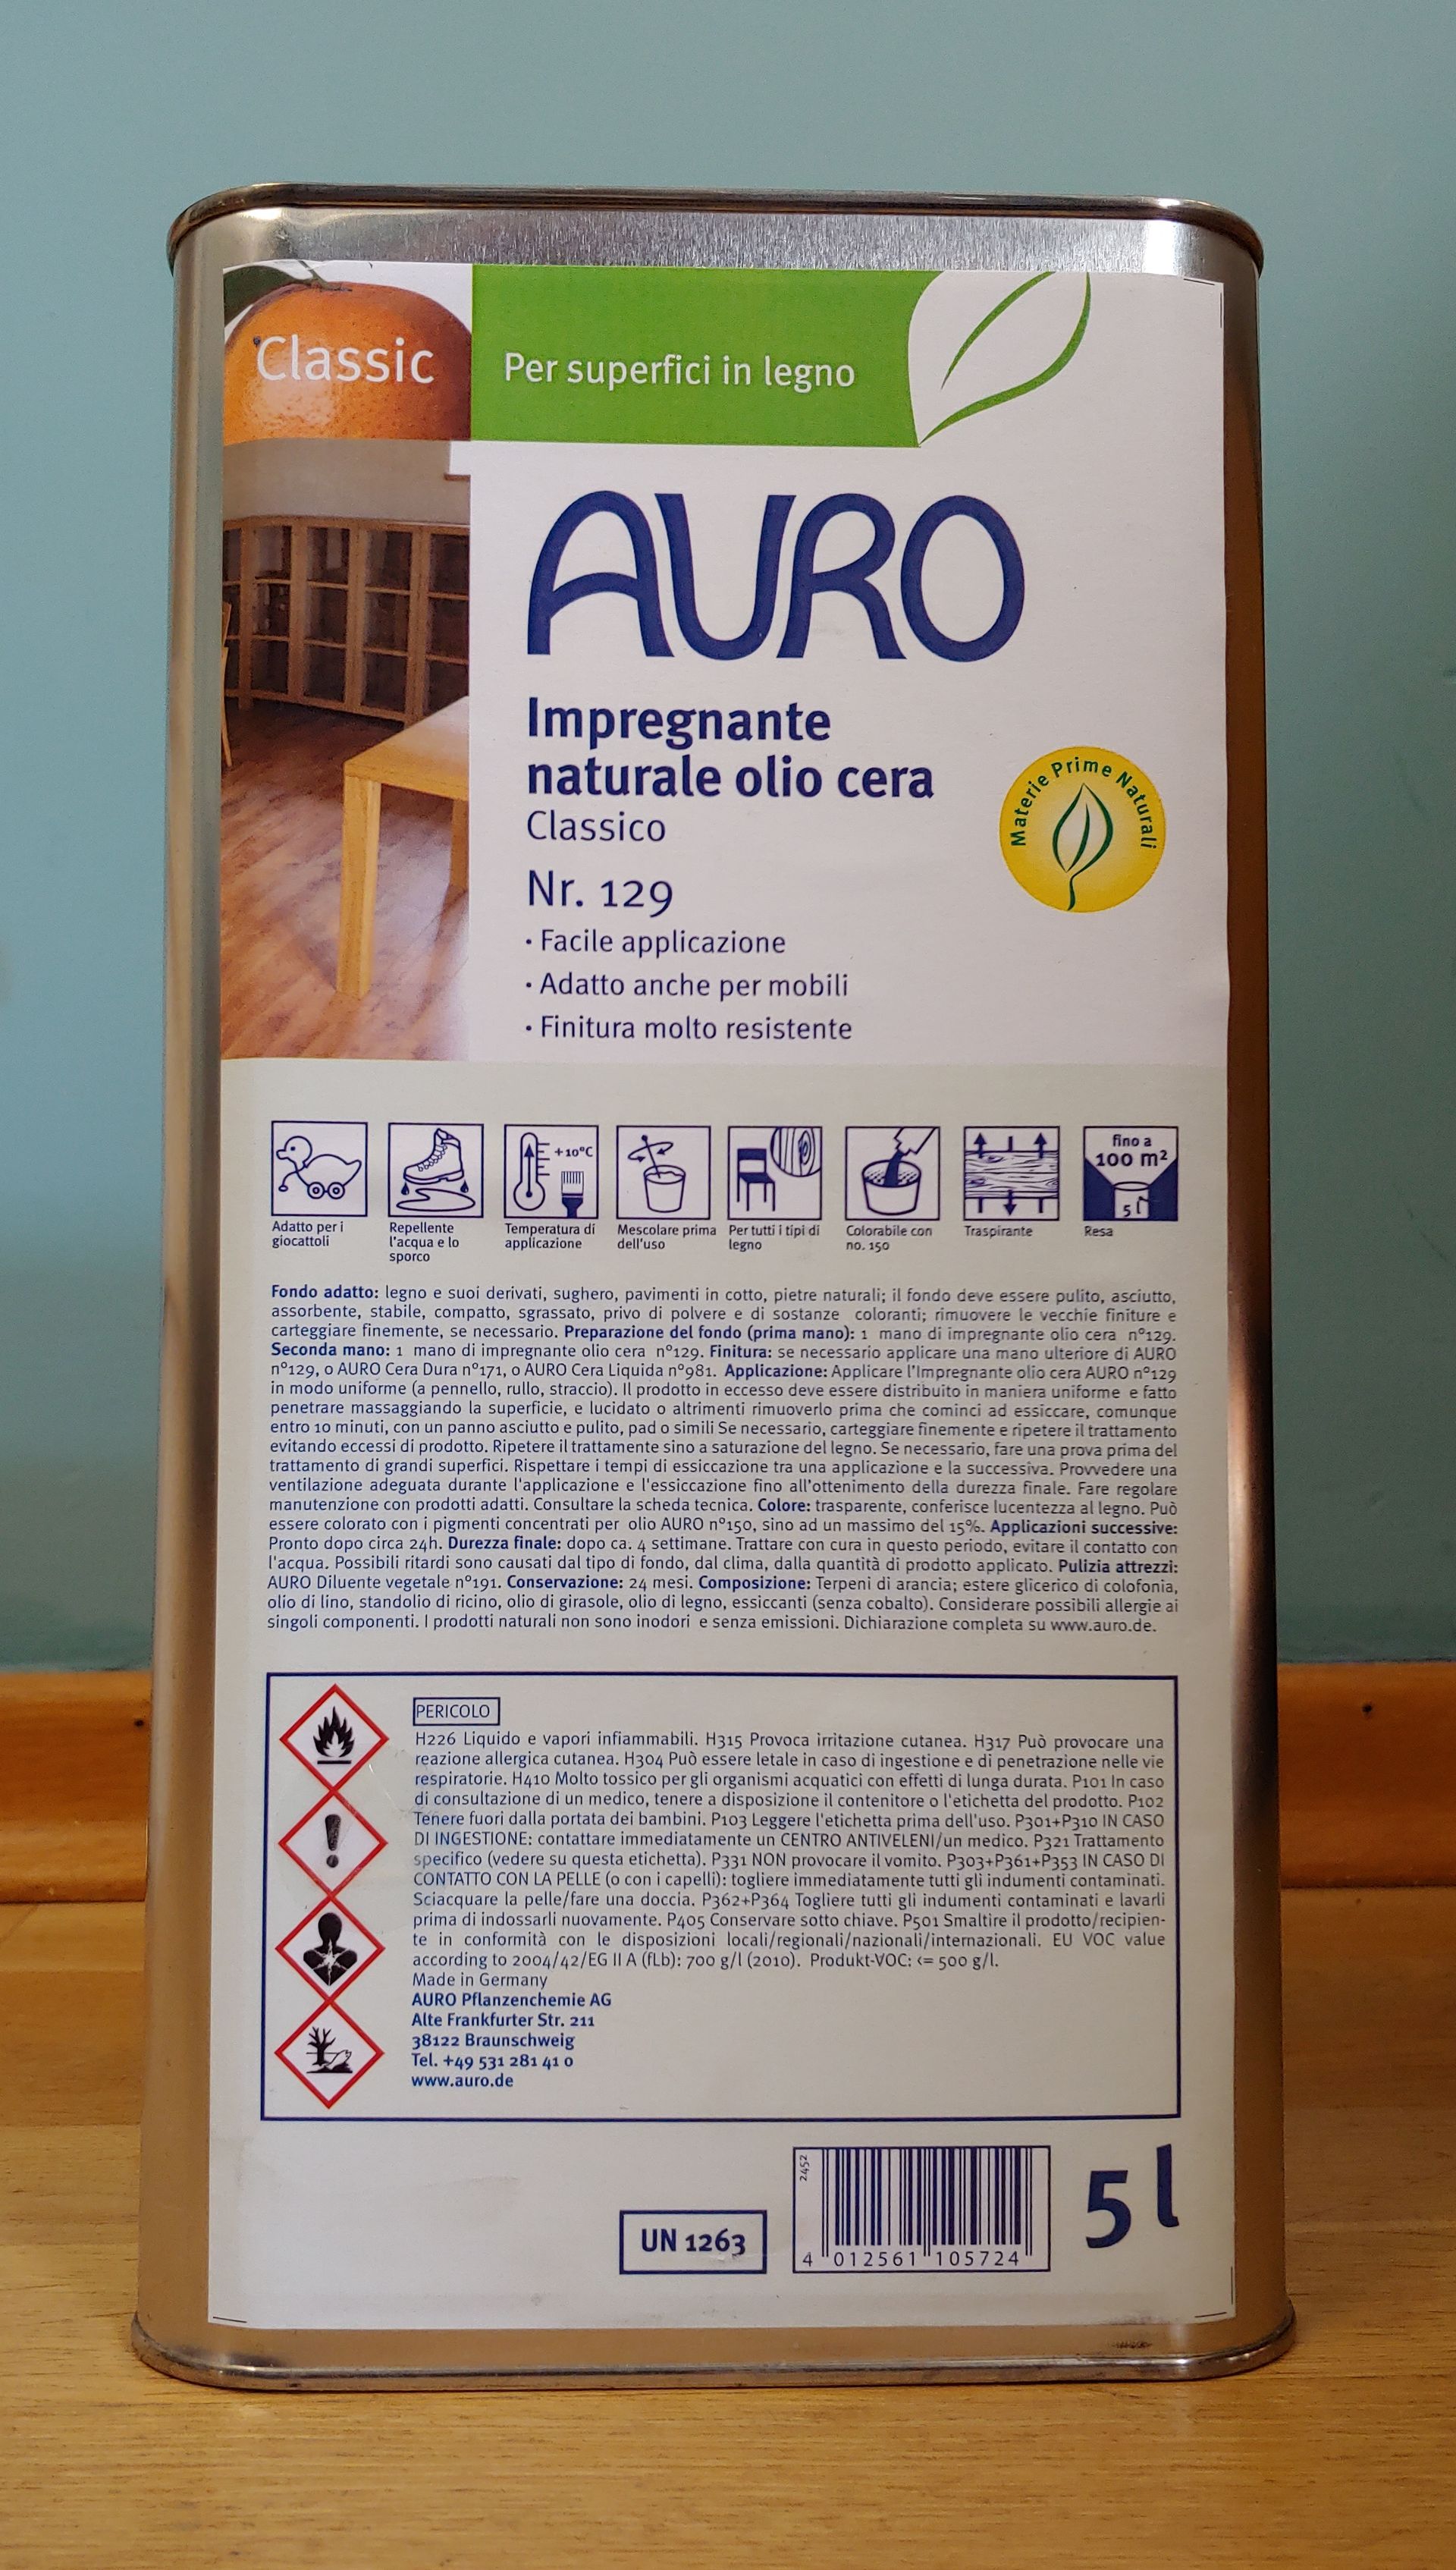 Classic
Per superfici in legno
AURO
Impregnante
naturale olio cera
Classico
Nr. 129
· Facile applicazione
· Adatto anche per mobili
· Finitura molto resistente
Materie Prime Naturali
+10°C
fino a
100 m²
5 l
Adatto per i
giocattoli
Repellente
l'acqua e lo
sporco
Temperatura di
applicazione
Mescolare prima
dell'uso
Per tutti i tipi di
legno
Colorabile con
no. 150
Traspirante
Resa
Fondo adatto: legno e suoi derivati, sughero, pavimenti in cotto, pietre naturali; il fondo deve essere pulito, asciutto,
assorbente, stabile, compatto, sgrassato, privo di polvere e di sostanze coloranti; rimuovere le vecchie finiture e
carteggiare finemente, se necessario. Preparazione del fondo (prima mano): 1 mano di impregnante olio cera n°129.
Seconda mano: 1 mano di impregnante olio cera n°129. Finitura: se necessario applicare una mano ulteriore di AURO
n°129, o AURO Cera Dura n°171, o AURO Cera Liquida n°981. Applicazione: Applicare l'Impregnante olio cera AURO n°129
in modo uniforme (a pennello, rullo, straccio). Il prodotto in eccesso deve essere distribuito in maniera uniforme e fatto
penetrare massaggiando la superficie, e lucidato o altrimenti rimuoverlo prima che cominci ad essiccare, comunque
entro 10 minuti, con un panno asciutto e pulito, pad o simili Se necessario, carteggiare finemente e ripetere il trattamento
evitando eccessi di prodotto. Ripetere il trattamente sino a saturazione del legno. Se necessario, fare una prova prima del
trattamento di grandi superfici. Rispettare i tempi di essiccazione tra una applicazione e la successiva. Provvedere una
ventilazione adeguata durante l'applicazione e l'essiccazione fino all'ottenimento della durezza finale. Fare regolare
manutenzione con prodotti adatti. Consultare la scheda tecnica. Colore: trasparente, conferisce lucentezza al legno. Può
essere colorato con i pigmenti concentrati per olio AURO n°150, sino ad un massimo del 15%. Applicazioni successive:
Pronto dopo circa 24h. Durezza finale: dopo ca. 4 settimane. Trattare con cura in questo periodo, evitare il contatto con
l'acqua. Possibili ritardi sono causati dal tipo di fondo, dal clima, dalla quantità di prodotto applicato. Pulizia attrezzi:
AURO Diluente vegetale n°191. Conservazione: 24 mesi. Composizione: Terpeni di arancia; estere glicerico di colofonia,
olio di lino, standolio di ricino, olio di girasole, olio di legno, essiccanti (senza cobalto). Considerare possibili allergie ai
singoli componenti. I prodotti naturali non sono inodori e senza emissioni. Dichiarazione completa su www.auro.de.
PERICOLO
H226 Liquido e vapori infiammabili. H315 Provoca irritazione cutanea. H317 Può provocare una
reazione allergica cutanea. H304 Può essere letale in caso di ingestione e di penetrazione nelle vie
respiratorie. H410 Molto tossico per gli organismi acquatici con effetti di lunga durata. P101 In caso
di consultazione di un medico, tenere a disposizione il contenitore o l'etichetta del prodotto. P102
Tenere fuori dalla portata dei bambini. P103 Leggere l'etichetta prima dell'uso. P301+P310 IN CASO
DI INGESTIONE: contattare immediatamente un CENTRO ANTIVELENI/un medico. P321 Trattamento
specifico (vedere su questa etichetta). P331 NON provocare il vomito. P303+P361+P353 IN CASO DI
CONTATTO CON LA PELLE (o con i capelli): togliere immediatamente tutti gli indumenti contaminati.
Sciacquare la pelle/fare una doccia. P362+P364 Togliere tutti gli indumenti contaminati e lavarli
prima di indossarli nuovamente. P405 Conservare sotto chiave. P501 Smaltire il prodotto/recipien-
te in conformità con le disposizioni locali/regionali/nazionali/internazionali. EU VOC value
according to 2004/42/EG II A (fLb): 700 g/l (2010). Produkt-VOC: <= 500 g/l.
Made in Germany
AURO Pflanzenchemie AG
Alte Frankfurter Str. 211
38122 Braunschweig
Tel. +49 531 281 41 0
www.auro.de
UN 1263
2452
4 012561 105724
5 l